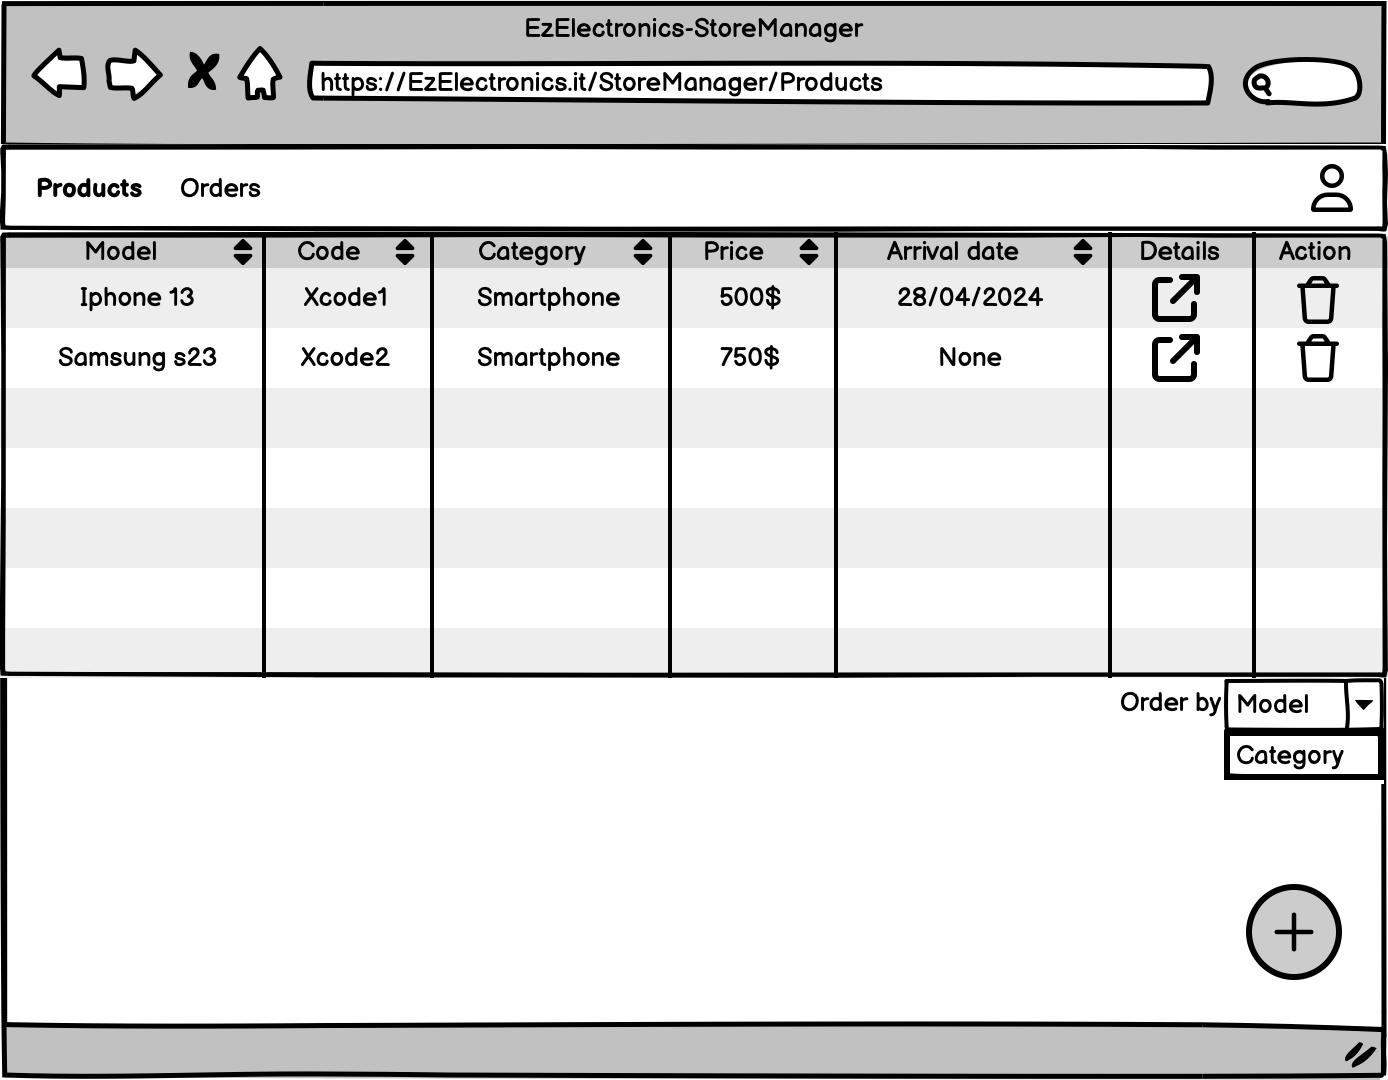 EzElectronics-StoreManager
https://EzElectronics.it/StoreManager/Products
Products Orders
Model Code Category Price Arrival date Details Action
Iphone 13 Xcode1 Smartphone 500$ 28/04/2024
Samsung s23 Xcode2 Smartphone 750$ None
Order by Model
Category